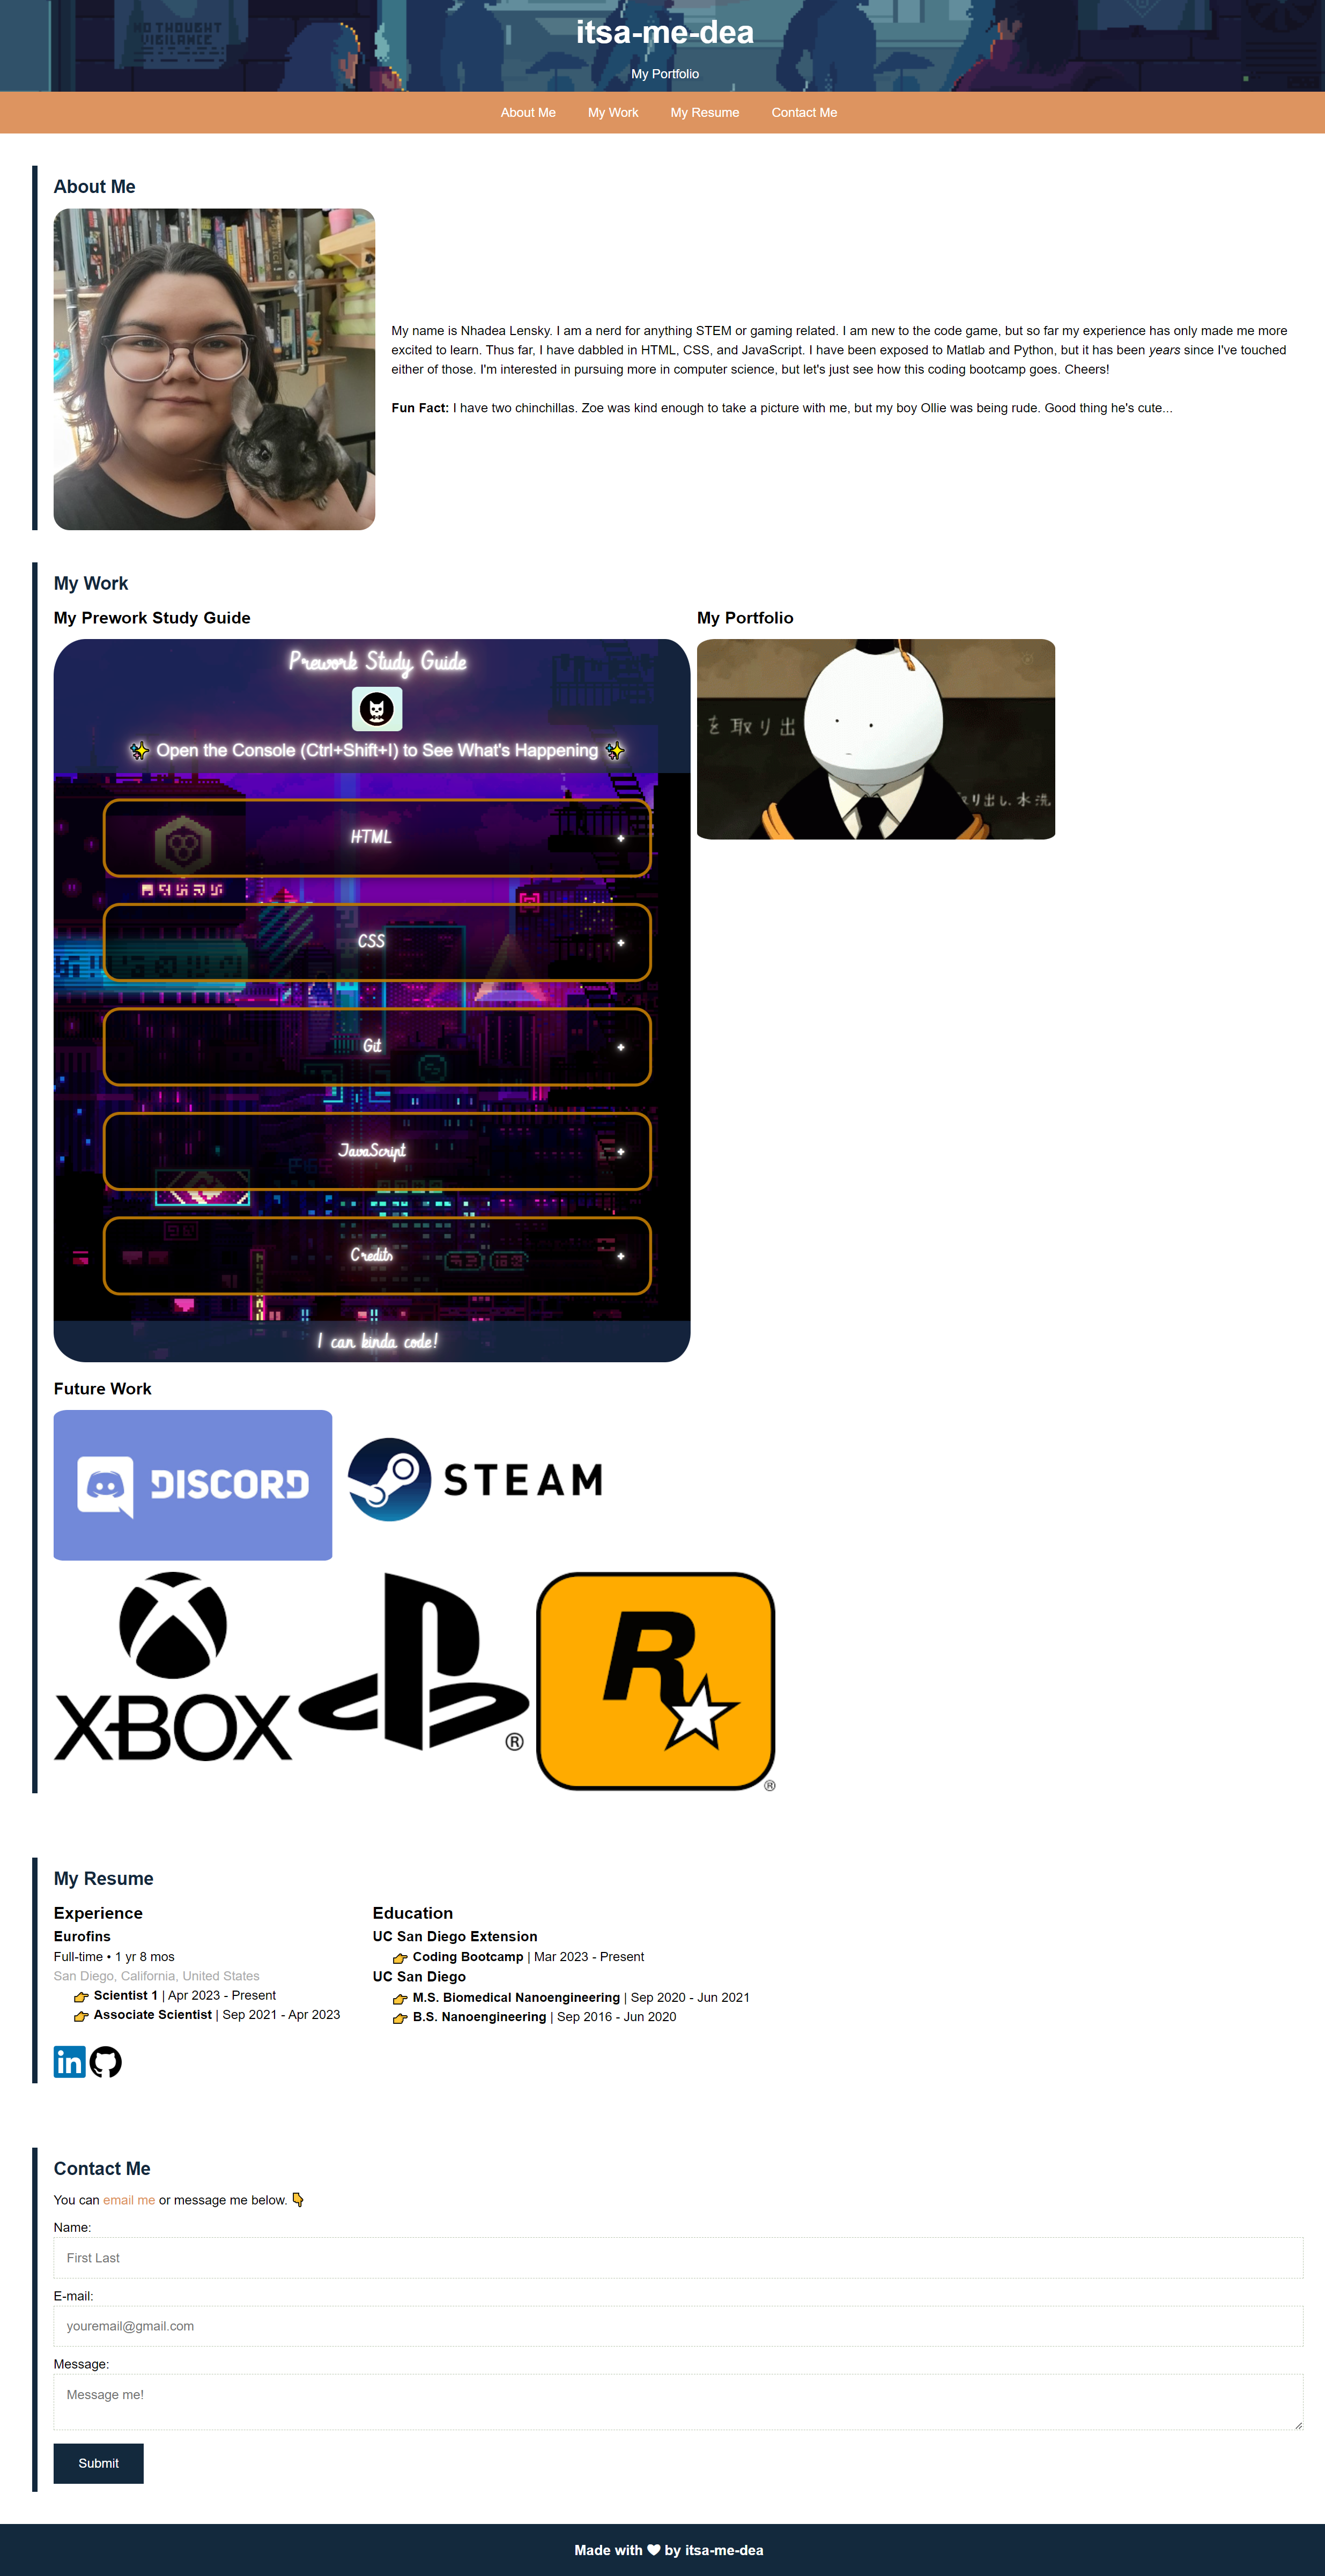 NO THOUGHT
VIGILANCE
itsa-me-dea
My Portfolio
About Me My Work My Resume Contact Me
About Me
My name is Nhadea Lensky. I am a nerd for anything STEM or gaming related. I am new to the code game, but so far my experience has only made me more
excited to learn. Thus far, I have dabbled in HTML, CSS, and JavaScript. I have been exposed to Matlab and Python, but it has been years since I've touched
either of those. I'm interested in pursuing more in computer science, but let's just see how this coding bootcamp goes. Cheers!
Fun Fact: I have two chinchillas. Zoe was kind enough to take a picture with me, but my boy Ollie was being rude. Good thing he's cute...
My Work
My Prework Study Guide
Prework Study Guide
✨ Open the Console (Ctrl+Shift+I) to See What's Happening ✨
HTML +
CSS +
Git +
JavaScript +
Credits +
I can kinda code!
My Portfolio
を取り出
取り出し水洗
Future Work
DISCORD
STEAM
XBOX
®
R
®
My Resume
Experience
Eurofins
Full-time • 1 yr 8 mos
San Diego, California, United States
👉 Scientist 1 | Apr 2023 - Present
👉 Associate Scientist | Sep 2021 - Apr 2023
Education
UC San Diego Extension
👉 Coding Bootcamp | Mar 2023 - Present
UC San Diego
👉 M.S. Biomedical Nanoengineering | Sep 2020 - Jun 2021
👉 B.S. Nanoengineering | Sep 2016 - Jun 2020
in
Contact Me
You can email me or message me below. 👇
Name:
First Last
E-mail:
youremail@gmail.com
Message:
Message me!
Submit
Made with 🤍 by itsa-me-dea